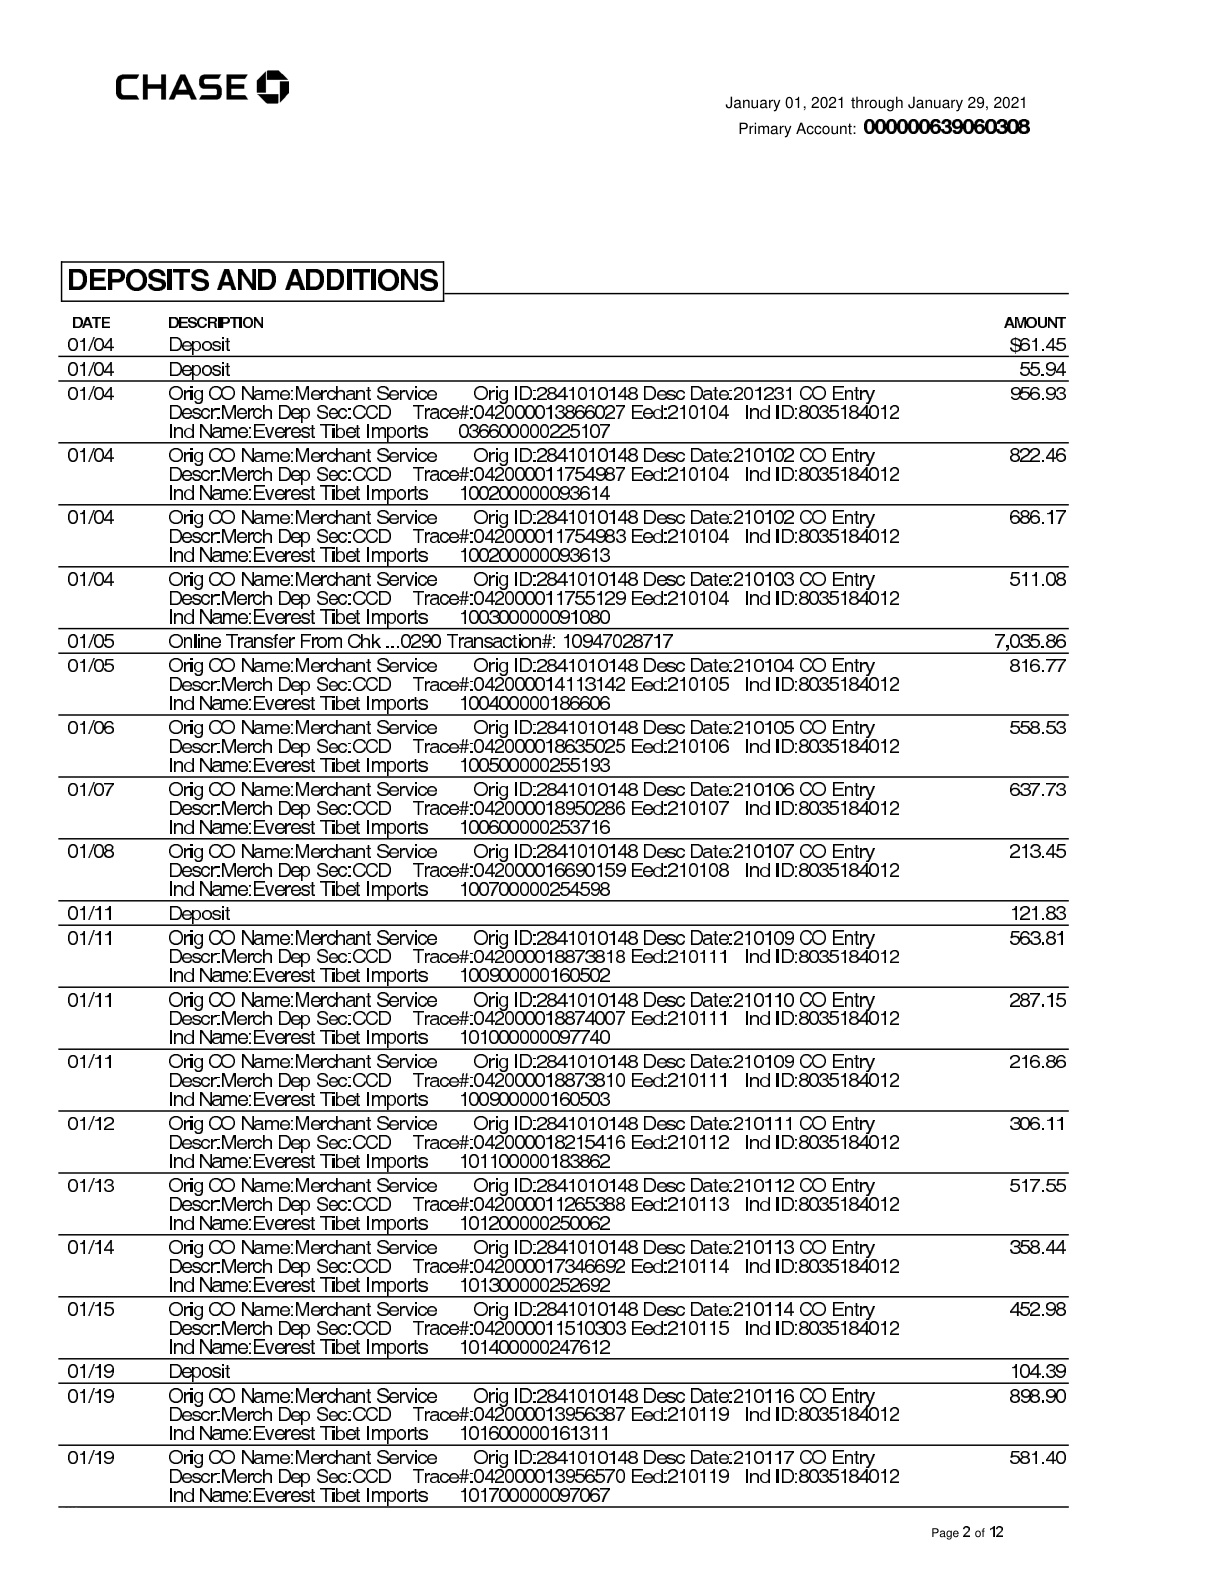 CHASE
January 01, 2021 through January 29, 2021
Primary Account: 000000639060308
DEPOSITS AND ADDITIONS
DATE DESCRIPTION AMOUNT
01/04 Deposit $61.45
01/04 Deposit 55.94
01/04 Orig CO Name:Merchant Service Orig ID:2841010148 Desc Date:201231 CO Entry 956.93
Descr:Merch Dep Sec:CCD Trace#:042000013866027 Eed:210104 Ind ID:8035184012
Ind Name:Everest Tibet Imports 036600000225107
01/04 Orig CO Name:Merchant Service Orig ID:2841010148 Desc Date:210102 CO Entry 822.46
Descr:Merch Dep Sec:CCD Trace#:042000011754987 Eed:210104 Ind ID:8035184012
Ind Name:Everest Tibet Imports 100200000093614
01/04 Orig CO Name:Merchant Service Orig ID:2841010148 Desc Date:210102 CO Entry 686.17
Descr:Merch Dep Sec:CCD Trace#:042000011754983 Eed:210104 Ind ID:8035184012
Ind Name:Everest Tibet Imports 100200000093613
01/04 Orig CO Name:Merchant Service Orig ID:2841010148 Desc Date:210103 CO Entry 511.08
Descr:Merch Dep Sec:CCD Trace#:042000011755129 Eed:210104 Ind ID:8035184012
Ind Name:Everest Tibet Imports 100300000091080
01/05 Online Transfer From Chk ...0290 Transaction#: 10947028717 7,035.86
01/05 Orig CO Name:Merchant Service Orig ID:2841010148 Desc Date:210104 CO Entry 816.77
Descr:Merch Dep Sec:CCD Trace#:042000014113142 Eed:210105 Ind ID:8035184012
Ind Name:Everest Tibet Imports 100400000186606
01/06 Orig CO Name:Merchant Service Orig ID:2841010148 Desc Date:210105 CO Entry 558.53
Descr:Merch Dep Sec:CCD Trace#:042000018635025 Eed:210106 Ind ID:8035184012
Ind Name:Everest Tibet Imports 100500000255193
01/07 Orig CO Name:Merchant Service Orig ID:2841010148 Desc Date:210106 CO Entry 637.73
Descr:Merch Dep Sec:CCD Trace#:042000018950286 Eed:210107 Ind ID:8035184012
Ind Name:Everest Tibet Imports 100600000253716
01/08 Orig CO Name:Merchant Service Orig ID:2841010148 Desc Date:210107 CO Entry 213.45
Descr:Merch Dep Sec:CCD Trace#:042000016690159 Eed:210108 Ind ID:8035184012
Ind Name:Everest Tibet Imports 100700000254598
01/11 Deposit 121.83
01/11 Orig CO Name:Merchant Service Orig ID:2841010148 Desc Date:210109 CO Entry 563.81
Descr:Merch Dep Sec:CCD Trace#:042000018873818 Eed:210111 Ind ID:8035184012
Ind Name:Everest Tibet Imports 100900000160502
01/11 Orig CO Name:Merchant Service Orig ID:2841010148 Desc Date:210110 CO Entry 287.15
Descr:Merch Dep Sec:CCD Trace#:042000018874007 Eed:210111 Ind ID:8035184012
Ind Name:Everest Tibet Imports 101000000097740
01/11 Orig CO Name:Merchant Service Orig ID:2841010148 Desc Date:210109 CO Entry 216.86
Descr:Merch Dep Sec:CCD Trace#:042000018873810 Eed:210111 Ind ID:8035184012
Ind Name:Everest Tibet Imports 100900000160503
01/12 Orig CO Name:Merchant Service Orig ID:2841010148 Desc Date:210111 CO Entry 306.11
Descr:Merch Dep Sec:CCD Trace#:042000018215416 Eed:210112 Ind ID:8035184012
Ind Name:Everest Tibet Imports 101100000183862
01/13 Orig CO Name:Merchant Service Orig ID:2841010148 Desc Date:210112 CO Entry 517.55
Descr:Merch Dep Sec:CCD Trace#:042000011265388 Eed:210113 Ind ID:8035184012
Ind Name:Everest Tibet Imports 101200000250062
01/14 Orig CO Name:Merchant Service Orig ID:2841010148 Desc Date:210113 CO Entry 358.44
Descr:Merch Dep Sec:CCD Trace#:042000017346692 Eed:210114 Ind ID:8035184012
Ind Name:Everest Tibet Imports 101300000252692
01/15 Orig CO Name:Merchant Service Orig ID:2841010148 Desc Date:210114 CO Entry 452.98
Descr:Merch Dep Sec:CCD Trace#:042000011510303 Eed:210115 Ind ID:8035184012
Ind Name:Everest Tibet Imports 101400000247612
01/19 Deposit 104.39
01/19 Orig CO Name:Merchant Service Orig ID:2841010148 Desc Date:210116 CO Entry 898.90
Descr:Merch Dep Sec:CCD Trace#:042000013956387 Eed:210119 Ind ID:8035184012
Ind Name:Everest Tibet Imports 101600000161311
01/19 Orig CO Name:Merchant Service Orig ID:2841010148 Desc Date:210117 CO Entry 581.40
Descr:Merch Dep Sec:CCD Trace#:042000013956570 Eed:210119 Ind ID:8035184012
Ind Name:Everest Tibet Imports 101700000097067
Page 2 of 12